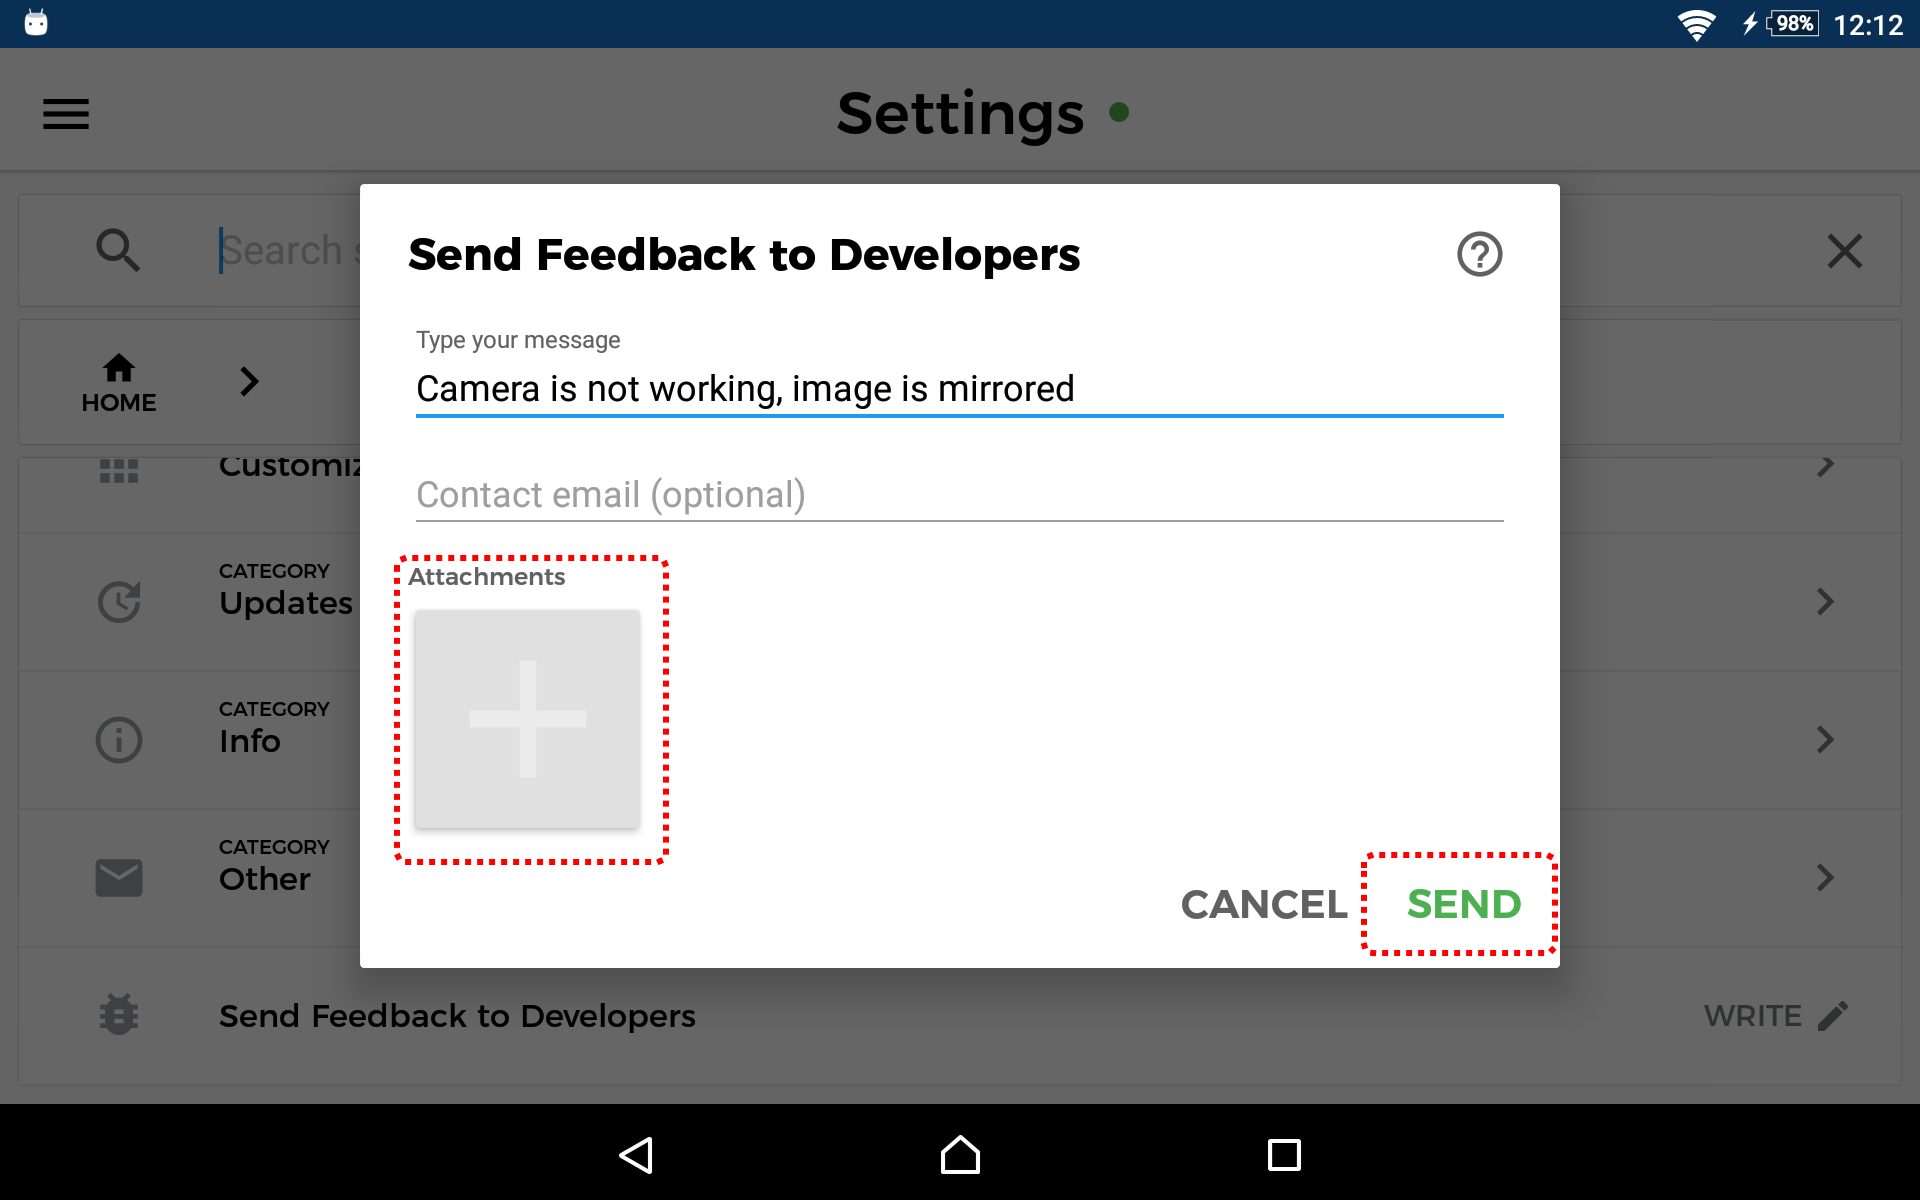 98% 12:12
Settings
Search s
Send Feedback to Developers
Type your message
Camera is not working, image is mirrored
Contact email (optional)
Attachments
CANCEL SEND
HOME
Customiz
CATEGORY
Updates
CATEGORY
Info
CATEGORY
Other
Send Feedback to Developers WRITE